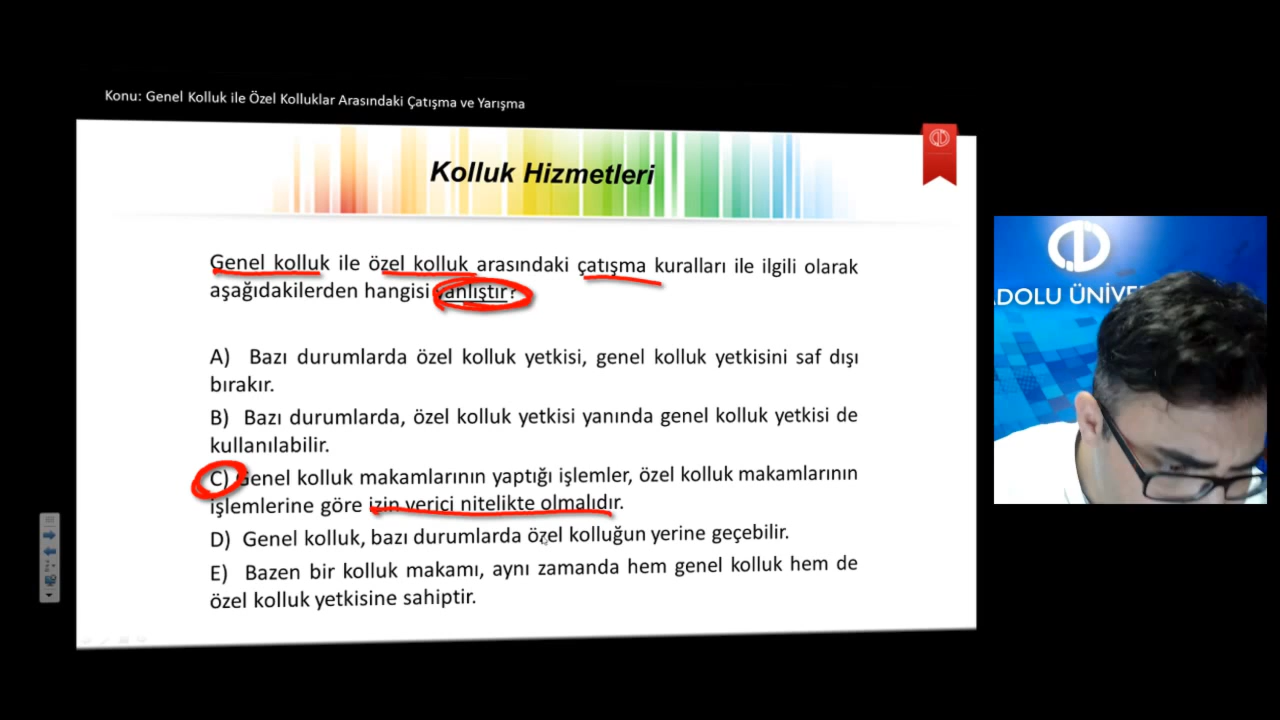 Konu: Genel Kolluk ile Özel Kolluklar Arasındaki Çatışma ve Yarışma
Kolluk Hizmetleri
Genel kolluk ile özel kolluk arasındaki çatışma kuralları ile ilgili olarak
aşağıdakilerden hangisi yanlıştır?
A) Bazı durumlarda özel kolluk yetkisi, genel kolluk yetkisini saf dışı
bırakır.
B) Bazı durumlarda, özel kolluk yetkisi yanında genel kolluk yetkisi de
kullanılabilir.
C) Genel kolluk makamlarının yaptığı işlemler, özel kolluk makamlarının
işlemlerine göre izin verici nitelikte olmalıdır.
D) Genel kolluk, bazı durumlarda özel kolluğun yerine geçebilir.
E) Bazen bir kolluk makamı, aynı zamanda hem genel kolluk hem de
özel kolluk yetkisine sahiptir.
ADOLU ÜNİVE